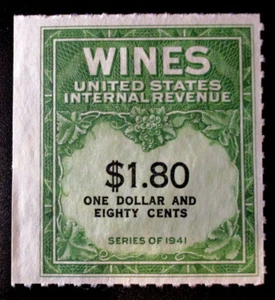 WINES
UNITED STATES
INTERNAL REVENUE
$1.80
ONE DOLLAR AND
EIGHTY CENTS
SERIES OF 1941